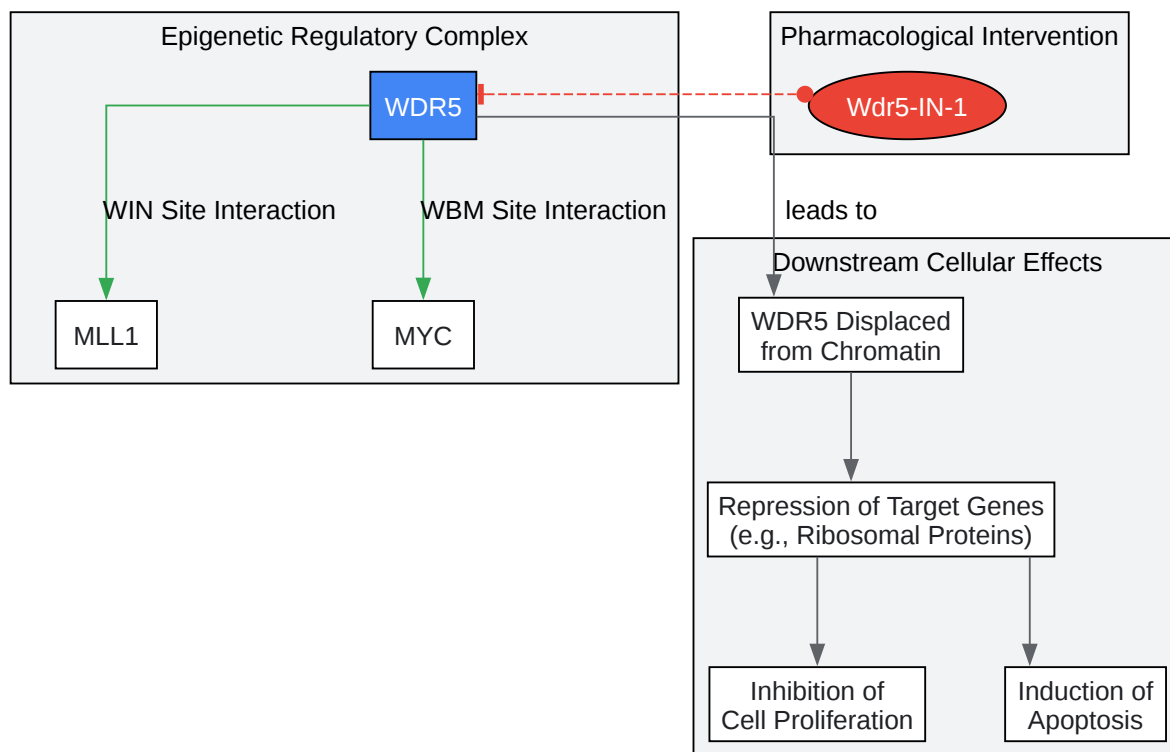 Epigenetic Regulatory Complex
Pharmacological Intervention
WDR5
Wdr5-IN-1
WIN Site Interaction
WBM Site Interaction
leads to
Downstream Cellular Effects
MLL1
MYC
WDR5 Displaced
from Chromatin
Repression of Target Genes
(e.g., Ribosomal Proteins)
Inhibition of
Cell Proliferation
Induction of
Apoptosis